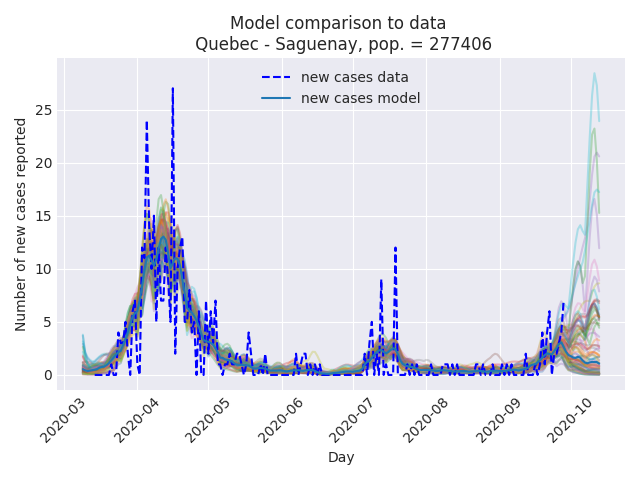 Model comparison to data
Quebec - Saguenay, pop. = 277406
new cases data
new cases model
Number of new cases reported
25
20
15
10
5
0
2020-03
2020-04
2020-05
2020-06
2020-07
2020-08
2020-09
2020-10
Day